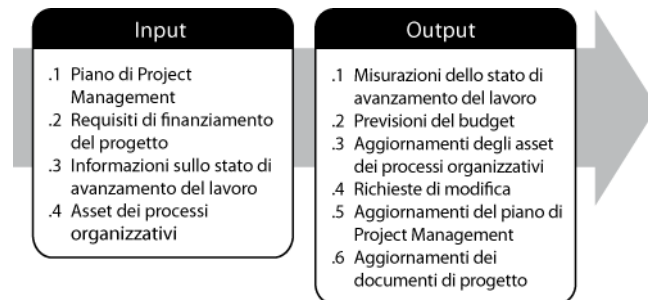 Input
.1 Piano di Project
Management
.2 Requisiti di finanziamento
del progetto
.3 Informazioni sullo stato di
avanzamento del lavoro
.4 Asset dei processi
organizzativi
Output
.1 Misurazioni dello stato di
avanzamento del lavoro
.2 Previsioni del budget
.3 Aggiornamenti degli asset
dei processi organizzativi
.4 Richieste di modifica
.5 Aggiornamenti del piano di
Project Management
.6 Aggiornamenti dei
documenti di progetto